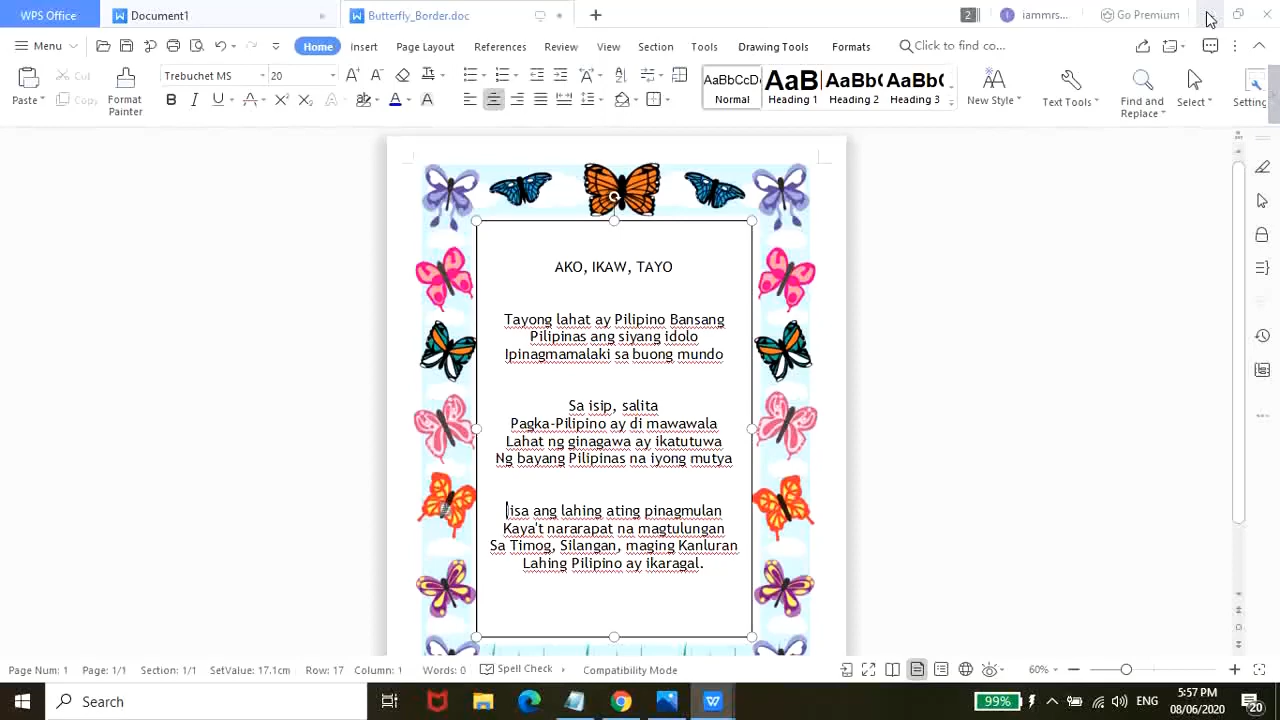 WPS Office Document1 Butterfly_Border.doc 2 iammrs... Go Premium
Menu Home Insert Page Layout References Review View Section Tools Drawing Tools Formats Click to find co...
Trebuchet MS 20
Cut AaBbCcDd AaBb AaBbC AaBbC
Paste Copy Format Painter Normal Heading 1 Heading 2 Heading 3 New Style Text Tools Find and Replace Select Setting
AKO, IKAW, TAYO
Tayong lahat ay Pilipino Bansang
Pilipinas ang siyang idolo
Ipinagmamalaki sa buong mundo
Sa isip, salita
Pagka-Pilipino ay di mawawala
Lahat ng ginagawa ay ikatutuwa
Ng bayang Pilipinas na iyong mutya
Iisa ang lahing ating pinagmulan
Kaya't nararapat na magtulungan
Sa Timog, Silangan, maging Kanluran
Lahing Pilipino ay ikaragal.
Page Num: 1 Page: 1/1 Section: 1/1 SetValue: 17.1cm Row: 17 Column: 1 Words: 0 Spell Check Compatibility Mode 60%
Search 99% ENG 5:57 PM
08/06/2020 20